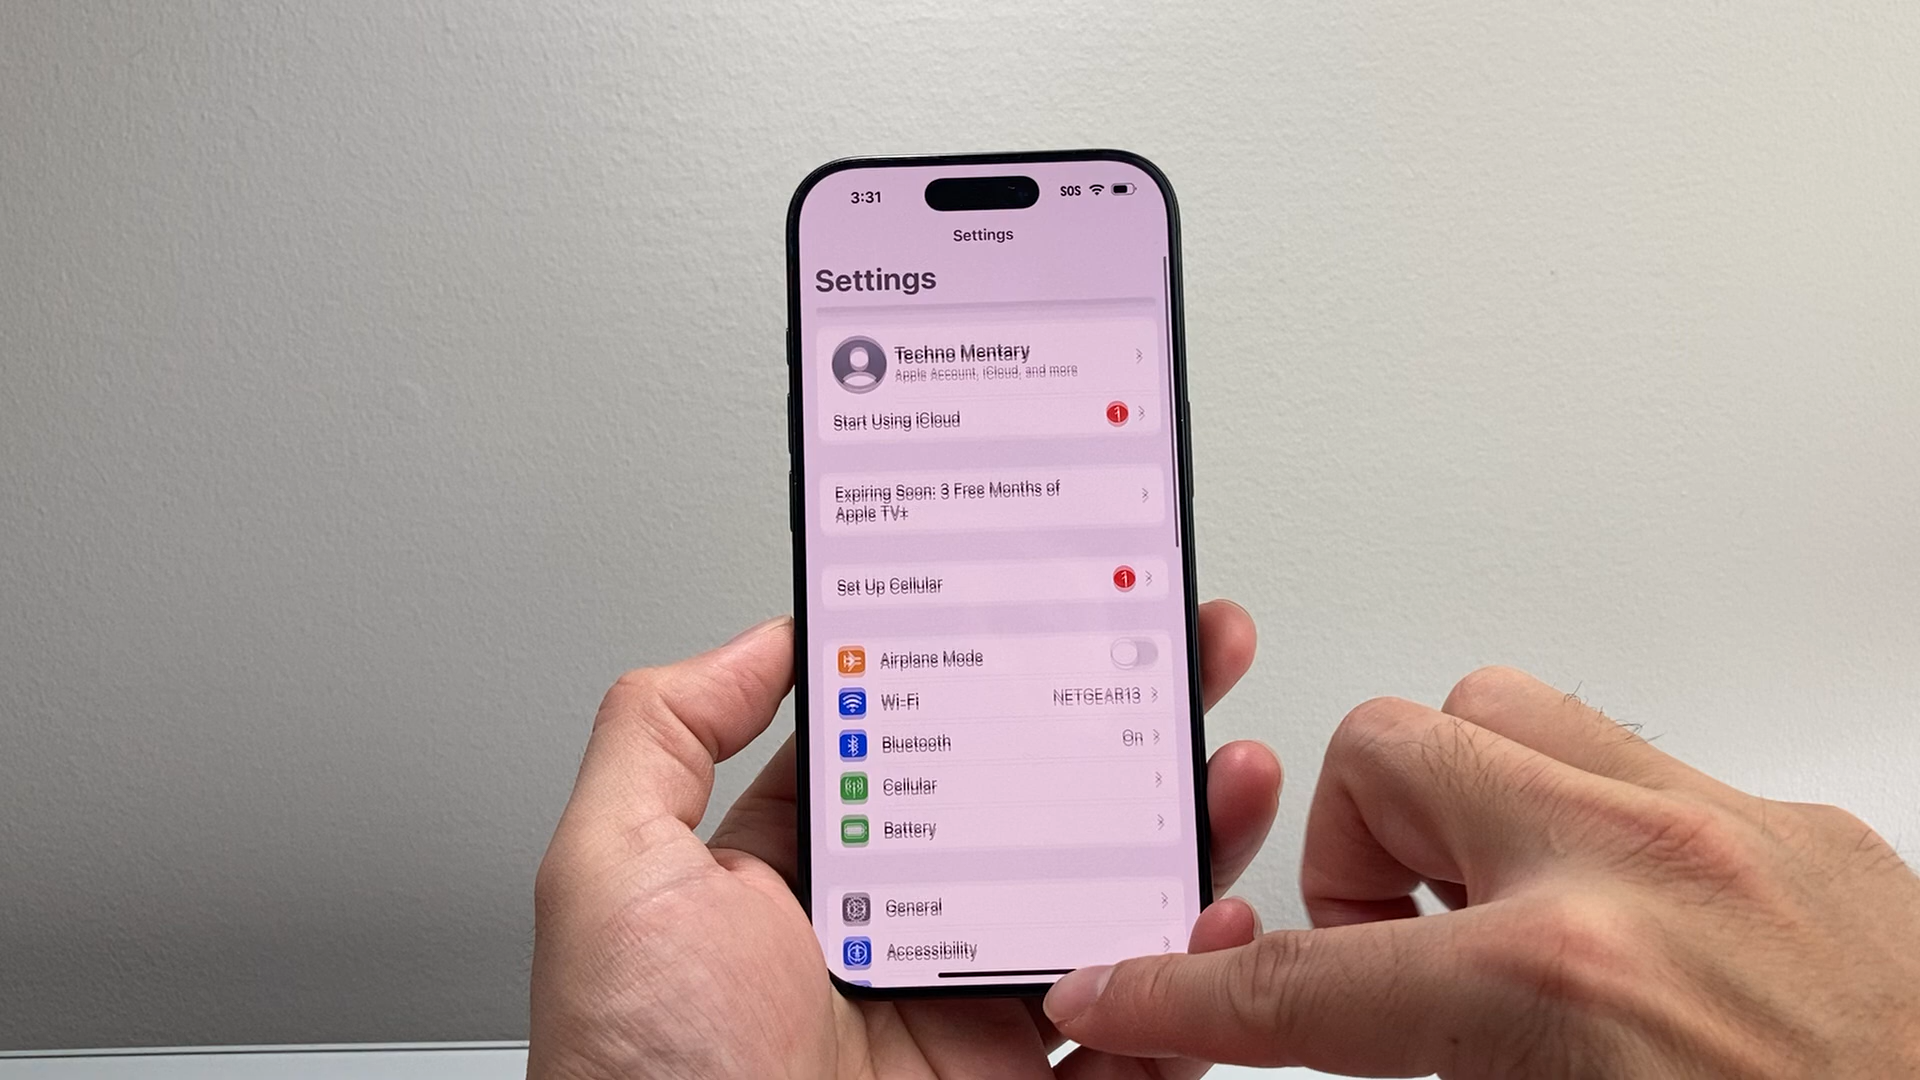 3:31
SOS
Settings
Settings
Techno Mentary
Apple Account, iCloud, and more
Start Using iCloud
1
Expiring Soon: 3 Free Months of
Apple TV+
Set Up Cellular
1
Airplane Mode
Wi-Fi NETGEAR13
Bluetooth On
Cellular
Battery
General
Accessibility